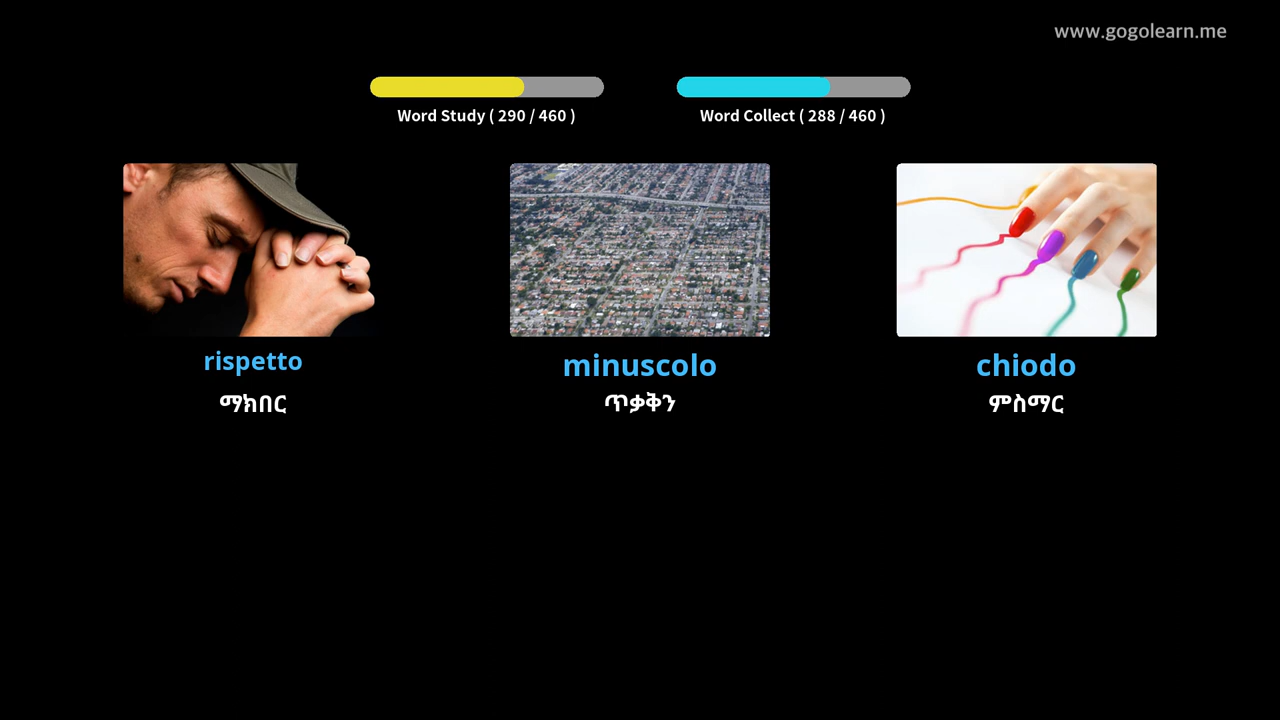 www.gogolearn.me
Word Study ( 290 / 460 )
Word Collect ( 288 / 460 )
rispetto
minuscolo
chiodo
ማክበር
ጥቃቅን
ምስማር